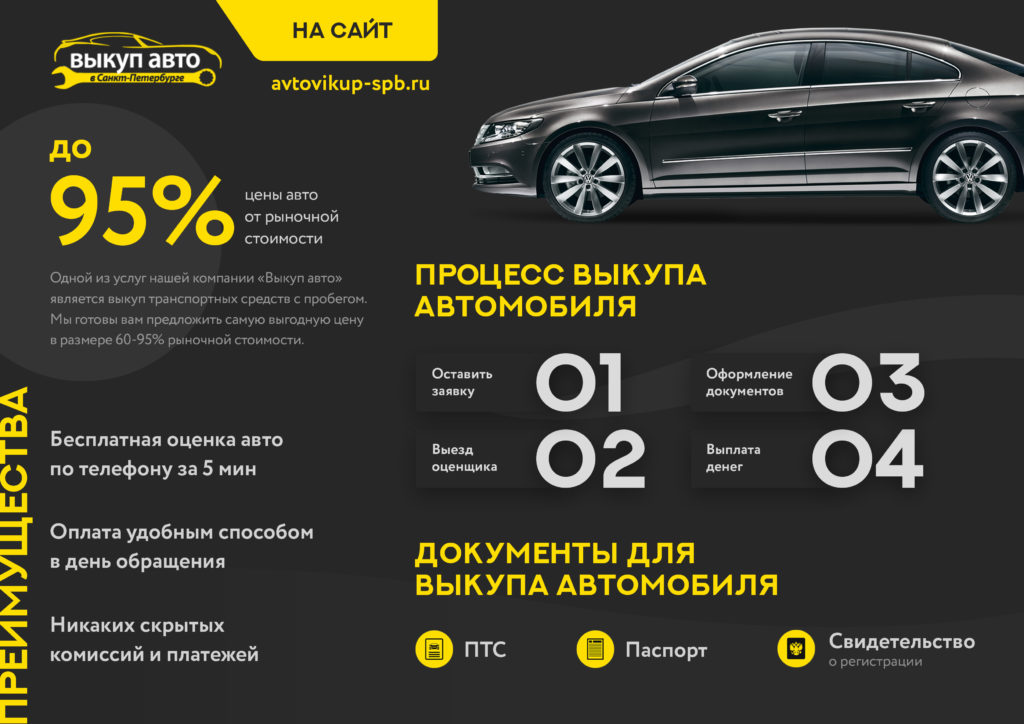 ВЫКУП АВТО
в Санкт-Петербурге
НА САЙТ
avtovikup-spb.ru
до
95%
цены авто
от рыночной
стоимости
Одной из услуг нашей компании «Выкуп авто»
является выкуп транспортных средств с пробегом.
Мы готовы вам предложить самую выгодную цену
в размере 60-95% рыночной стоимости.
ПРЕИМУЩЕСТВА
Бесплатная оценка авто
по телефону за 5 мин
Оплата удобным способом
в день обращения
Никаких скрытых
комиссий и платежей
ПРОЦЕСС ВЫКУПА
АВТОМОБИЛЯ
Оставить
заявку
01
Выезд
оценщика
02
Оформление
документов
03
Выплата
денег
04
ДОКУМЕНТЫ ДЛЯ
ВЫКУПА АВТОМОБИЛЯ
ПТС
Паспорт
Свидетельство
о регистрации